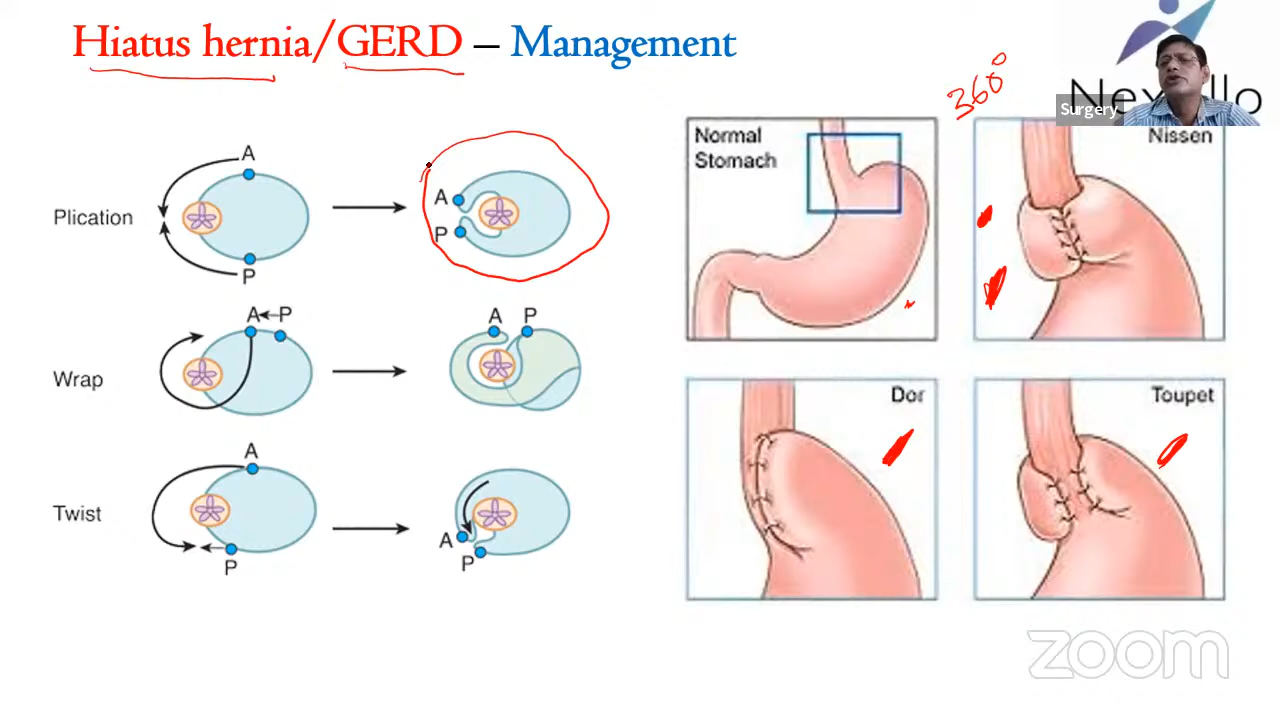 Hiatus hernia/GERD – Management
360°
Surgery
Plication
A
P
A
P
Wrap
A
P
A
P
Twist
A
P
A
P
Normal
Stomach
Nissen
Dor
Toupet
zoom